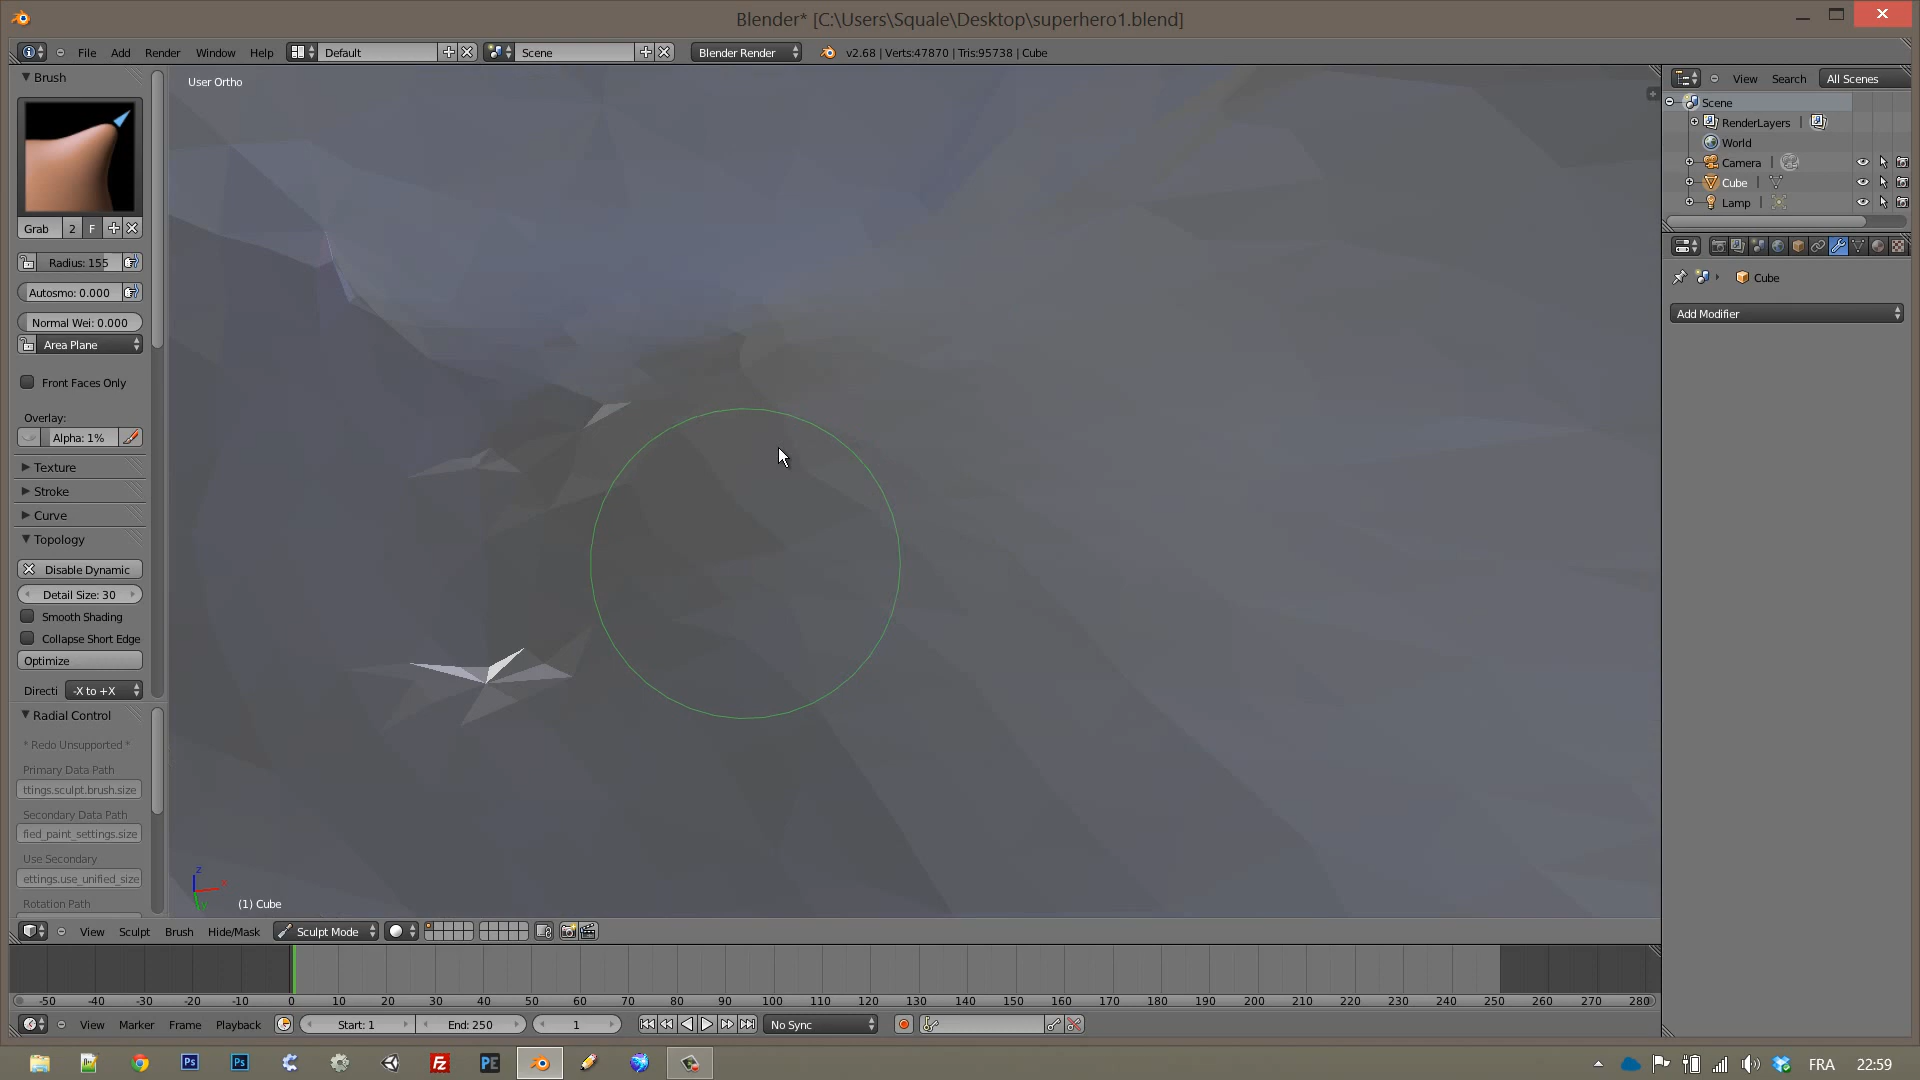 Blender* [C:\Users\Squale\Desktop\superhero1.blend]
File Add Render Window Help Default Scene Blender Render v2.68 | Verts:47870 | Tris:95738 | Cube
Brush
User Ortho
View Search All Scenes
Scene
RenderLayers |
World
Camera |
Cube |
Lamp |
Grab 2 F
Radius: 155
Autosmo: 0.000
Normal Wei: 0.000
Area Plane
Front Faces Only
Overlay:
Alpha: 1%
Texture
Stroke
Curve
Topology
Disable Dynamic
Detail Size: 30
Smooth Shading
Collapse Short Edge
Optimize
Directi -X to +X
Radial Control
* Redo Unsupported *
Primary Data Path
ttings.sculpt.brush.size
Secondary Data Path
fied_paint_settings.size
Use Secondary
ettings.use_unified_size
Rotation Path
Cube
Add Modifier
z
x
y
(1) Cube
View Sculpt Brush Hide/Mask Sculpt Mode
-50 -40 -30 -20 -10 0 10 20 30 40 50 60 70 80 90 100 110 120 130 140 150 160 170 180 190 200 210 220 230 240 250 260 270 280
View Marker Frame Playback Start: 1 End: 250 1 No Sync
Ps Ps Fz PE FRA 22:59